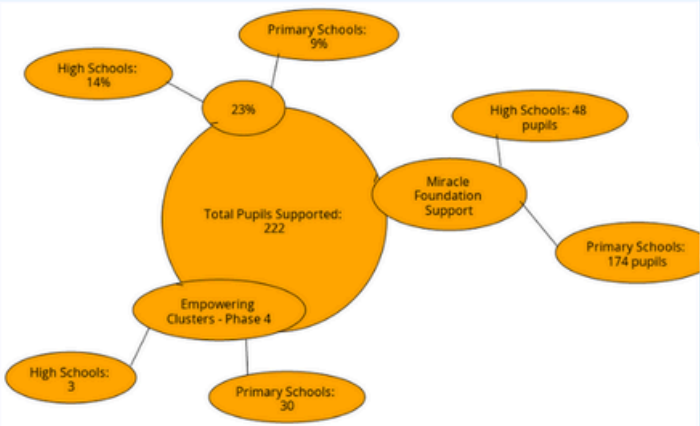 Primary Schools:
9%
High Schools:
14%
23%
High Schools: 48
pupils
Miracle
Foundation
Support
Total Pupils Supported:
222
Primary Schools:
174 pupils
Empowering
Clusters - Phase 4
High Schools:
3
Primary Schools:
30